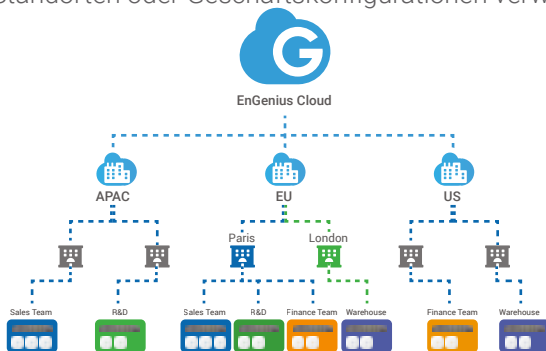 Standorten oder Geschäftskonfigurationen verw
EnGenius Cloud
APAC
EU
US
Paris
London
Sales Team
R&D
Sales Team
R&D
Finance Team
Warehouse
Finance Team
Warehouse